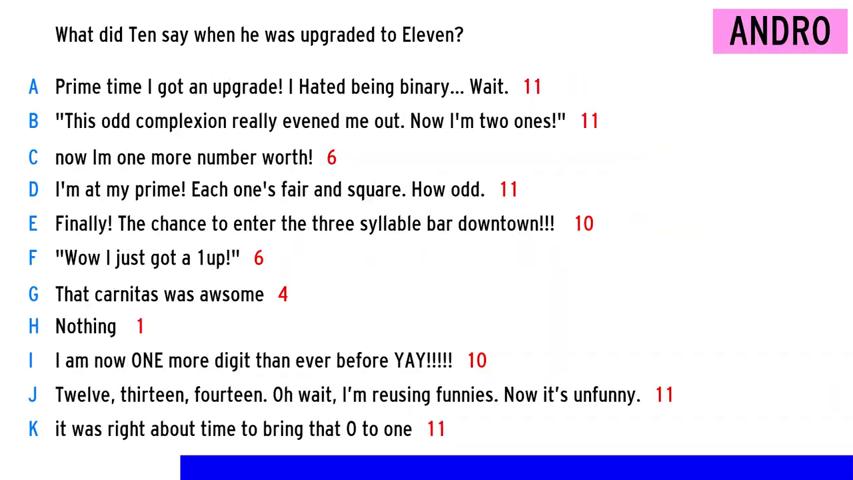 What did Ten say when he was upgraded to Eleven?
ANDRO
A Prime time I got an upgrade! I Hated being binary... Wait. 11
B "This odd complexion really evened me out. Now I'm two ones!" 11
C now Im one more number worth! 6
D I'm at my prime! Each one's fair and square. How odd. 11
E Finally! The chance to enter the three syllable bar downtown!!! 10
F "Wow I just got a 1up!" 6
G That carnitas was awsome 4
H Nothing 1
I I am now ONE more digit than ever before YAY!!!!! 10
J Twelve, thirteen, fourteen. Oh wait, I’m reusing funnies. Now it’s unfunny. 11
K it was right about time to bring that 0 to one 11